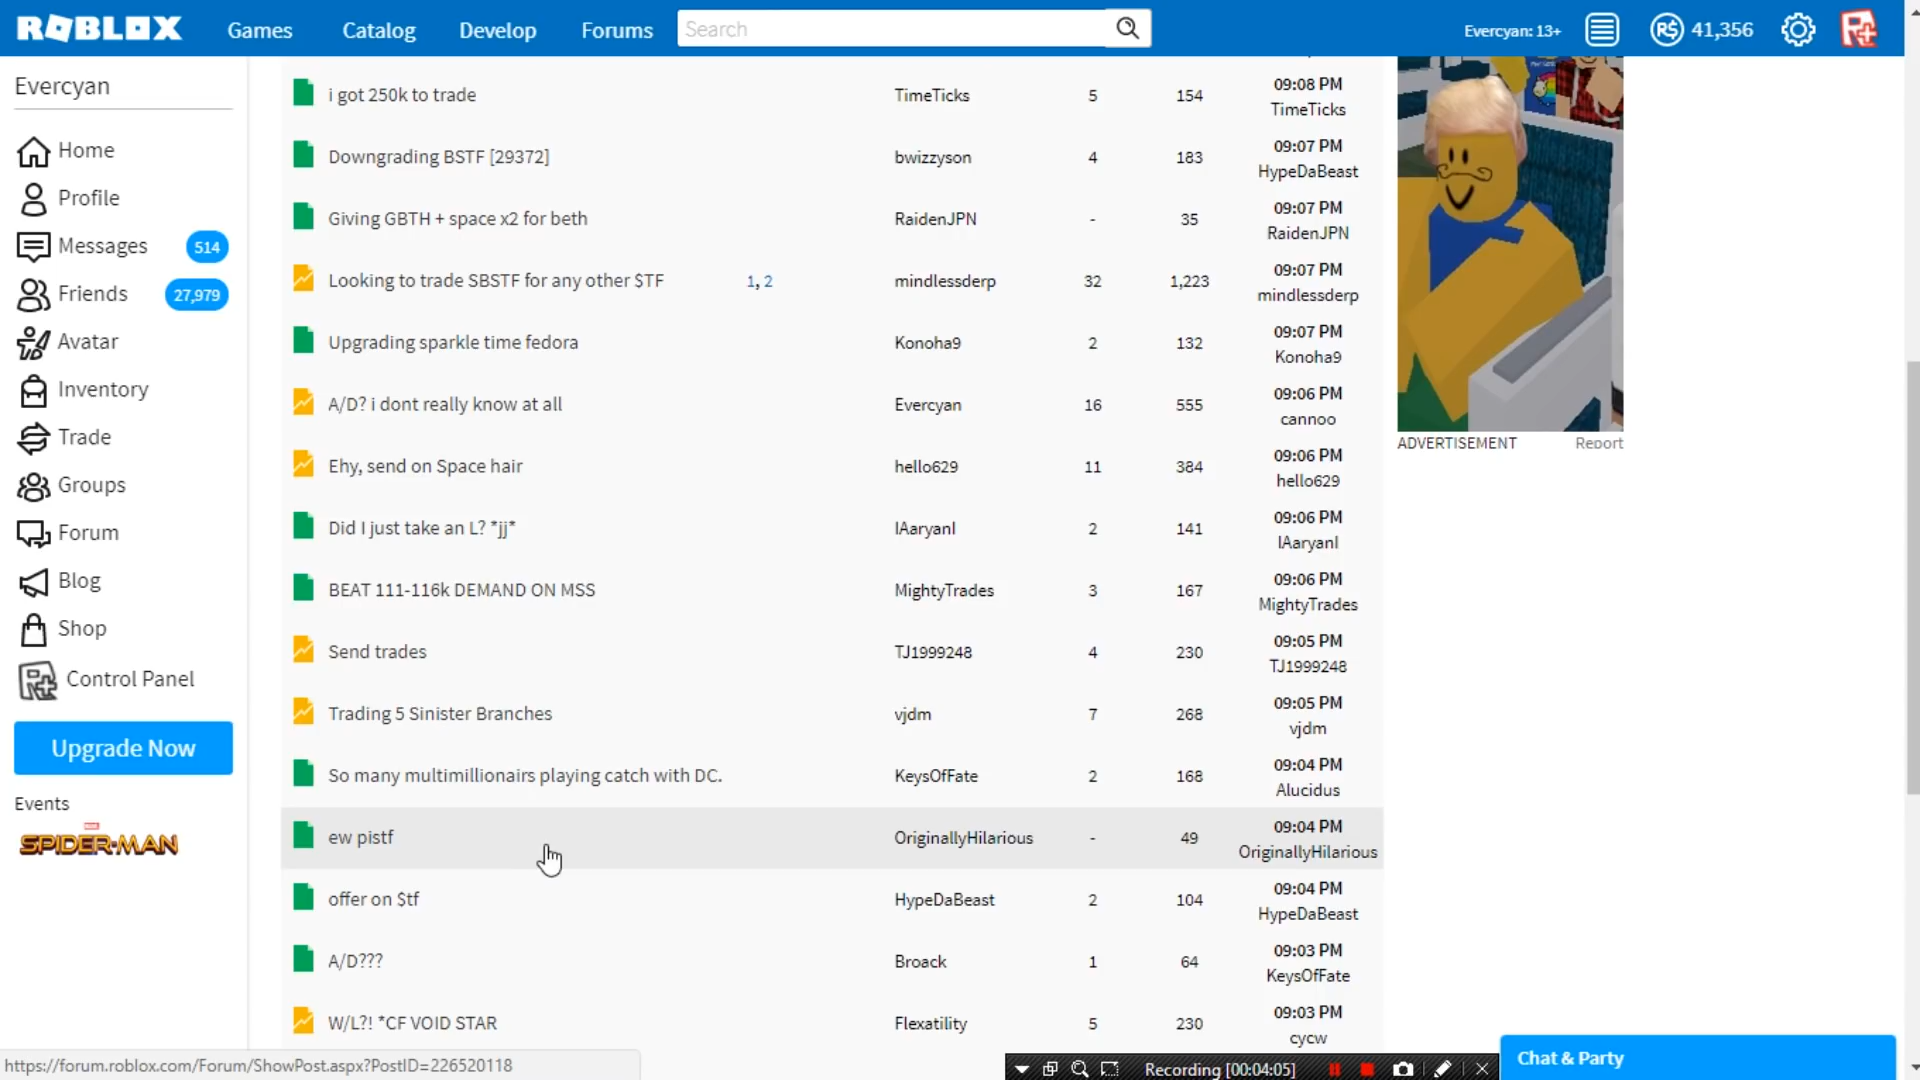 ROBLOX Games Catalog Develop Forums Search Evercyan: 13+ R$ 41,356
Evercyan
Home
Profile
Messages 514
Friends 27,979
Avatar
Inventory
Trade
Groups
Forum
Blog
Shop
Control Panel
Upgrade Now
Events
MARVEL
SPIDER-MAN
i got 250k to trade TimeTicks 5 154 09:08 PM
TimeTicks
Downgrading BSTF [29372] bwizzyson 4 183 09:07 PM
HypeDaBeast
Giving GBTH + space x2 for beth RaidenJPN - 35 09:07 PM
RaidenJPN
Looking to trade SBSTF for any other $TF 1, 2 mindlessderp 32 1,223 09:07 PM
mindlessderp
Upgrading sparkle time fedora Konoha9 2 132 09:07 PM
Konoha9
A/D? i dont really know at all Evercyan 16 555 09:06 PM
cannoo
Ehy, send on Space hair hello629 11 384 09:06 PM
hello629
Did I just take an L? *jj* IAaryanI 2 141 09:06 PM
IAaryanI
BEAT 111-116k DEMAND ON MSS MightyTrades 3 167 09:06 PM
MightyTrades
Send trades TJ1999248 4 230 09:05 PM
TJ1999248
Trading 5 Sinister Branches vjdm 7 268 09:05 PM
vjdm
So many multimillionairs playing catch with DC. KeysOfFate 2 168 09:04 PM
Alucidus
ew pistf OriginallyHilarious - 49 09:04 PM
OriginallyHilarious
offer on $tf HypeDaBeast 2 104 09:04 PM
HypeDaBeast
A/D??? Broack 1 64 09:03 PM
KeysOfFate
W/L?! *CF VOID STAR Flexatility 5 230 09:03 PM
cycw
ADVERTISEMENT Report
https://forum.roblox.com/Forum/ShowPost.aspx?PostID=226520118
Recording [00:04:05]
Chat & Party